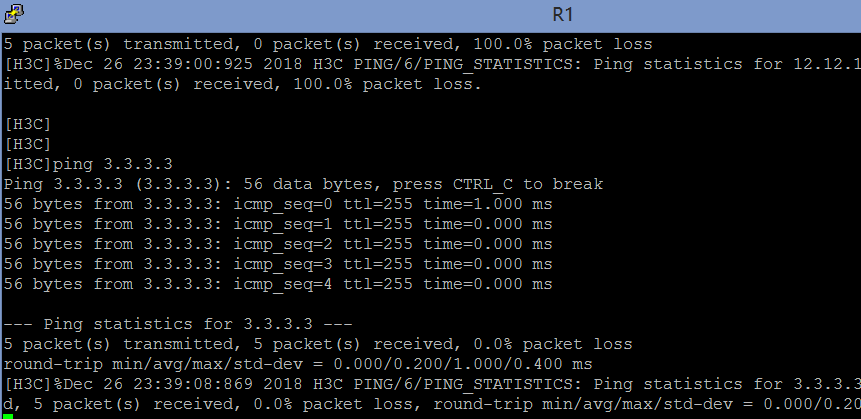 R1
5 packet(s) transmitted, 0 packet(s) received, 100.0% packet loss
[H3C]%Dec 26 23:39:00:925 2018 H3C PING/6/PING_STATISTICS: Ping statistics for 12.12.1
itted, 0 packet(s) received, 100.0% packet loss.
[H3C]
[H3C]
[H3C]ping 3.3.3.3
Ping 3.3.3.3 (3.3.3.3): 56 data bytes, press CTRL_C to break
56 bytes from 3.3.3.3: icmp_seq=0 ttl=255 time=1.000 ms
56 bytes from 3.3.3.3: icmp_seq=1 ttl=255 time=0.000 ms
56 bytes from 3.3.3.3: icmp_seq=2 ttl=255 time=0.000 ms
56 bytes from 3.3.3.3: icmp_seq=3 ttl=255 time=0.000 ms
56 bytes from 3.3.3.3: icmp_seq=4 ttl=255 time=0.000 ms
--- Ping statistics for 3.3.3.3 ---
5 packet(s) transmitted, 5 packet(s) received, 0.0% packet loss
round-trip min/avg/max/std-dev = 0.000/0.200/1.000/0.400 ms
[H3C]%Dec 26 23:39:08:869 2018 H3C PING/6/PING_STATISTICS: Ping statistics for 3.3.3.3
d, 5 packet(s) received, 0.0% packet loss, round-trip min/avg/max/std-dev = 0.000/0.20